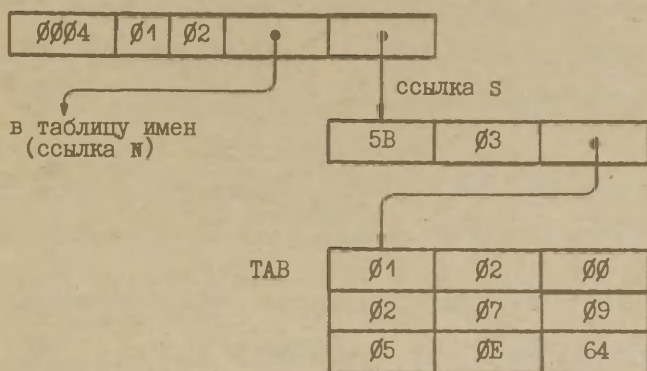 ØØØ4 Ø1 Ø2
ссылка S
в таблицу имен
(ссылка N)
5B Ø3
TAB Ø1 Ø2 ØØ
Ø2 Ø7 Ø9
Ø5 ØE 64